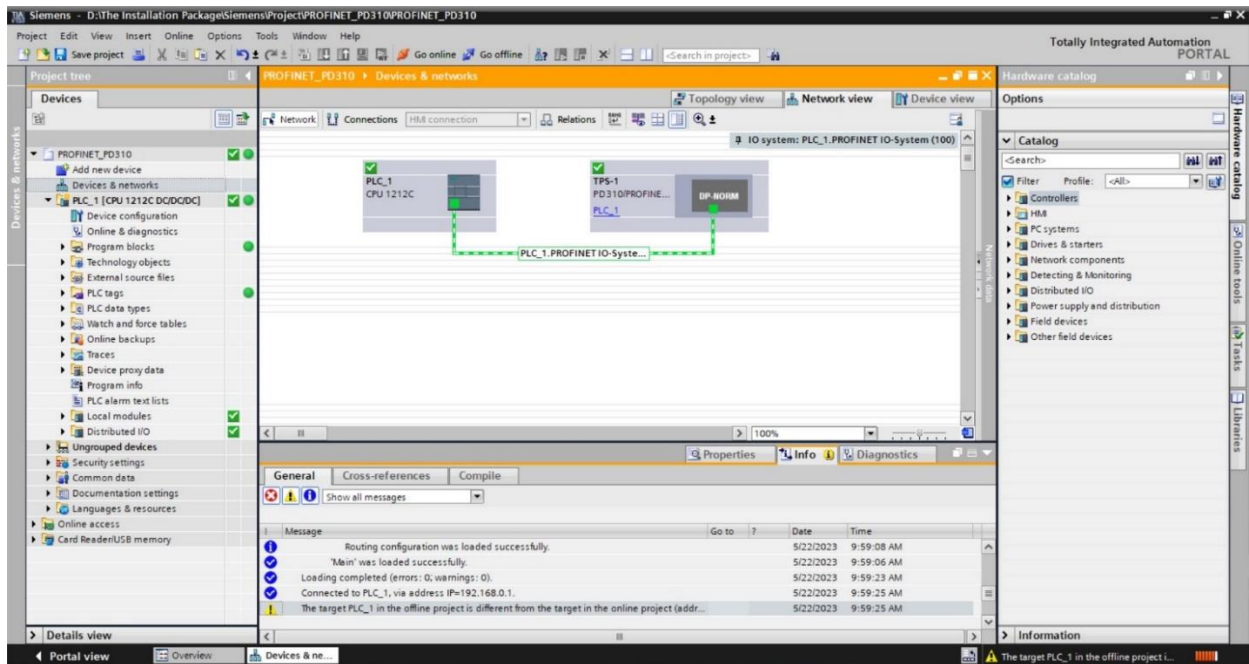 Siemens - D:\The Installation Package\Siemens\Project\PROFINET_PD310\PROFINET_PD310
Project Edit View Insert Online Options Tools Window Help
Totally Integrated Automation
PORTAL
Save project
Go online
Go offline
<Search in project>
Project tree
PROFINET_PD310 Devices & networks
Hardware catalog
Devices
Topology view
Network view
Device view
Options
Network
Connections
HMI connection
Relations
IO system: PLC_1.PROFINET IO-System (100)
PROFINET_PD310
Add new device
Devices & networks
PLC_1 [CPU 1212C DC/DC/DC]
Device configuration
Online & diagnostics
Program blocks
Technology objects
External source files
PLC tags
PLC data types
Watch and force tables
Online backups
Traces
Device proxy data
Program info
PLC alarm text lists
Local modules
Distributed I/O
Ungrouped devices
Security settings
Common data
Documentation settings
Languages & resources
Online access
Card Reader/USB memory
Details view
PLC_1
CPU 1212C
TPS-1
PD310/PROFINE...
PLC_1
DP-NORM
PLC_1.PROFINET IO-Syste...
100%
Network data
Properties
Info
Diagnostics
General
Cross-references
Compile
Show all messages
! Message Go to ? Date Time
Routing configuration was loaded successfully. 5/22/2023 9:59:08 AM
'Main' was loaded successfully. 5/22/2023 9:59:06 AM
Loading completed (errors: 0; warnings: 0). 5/22/2023 9:59:23 AM
Connected to PLC_1, via address IP=192.168.0.1. 5/22/2023 9:59:25 AM
The target PLC_1 in the offline project is different from the target in the online project (addr... 5/22/2023 9:59:25 AM
Catalog
<Search>
Filter Profile: <All>
Controllers
HMI
PC systems
Drives & starters
Network components
Detecting & Monitoring
Distributed I/O
Power supply and distribution
Field devices
Other field devices
Information
Hardware catalog
Online tools
Tasks
Libraries
Devices & networks
Portal view
Overview
Devices & ne...
The target PLC_1 in the offline project i...